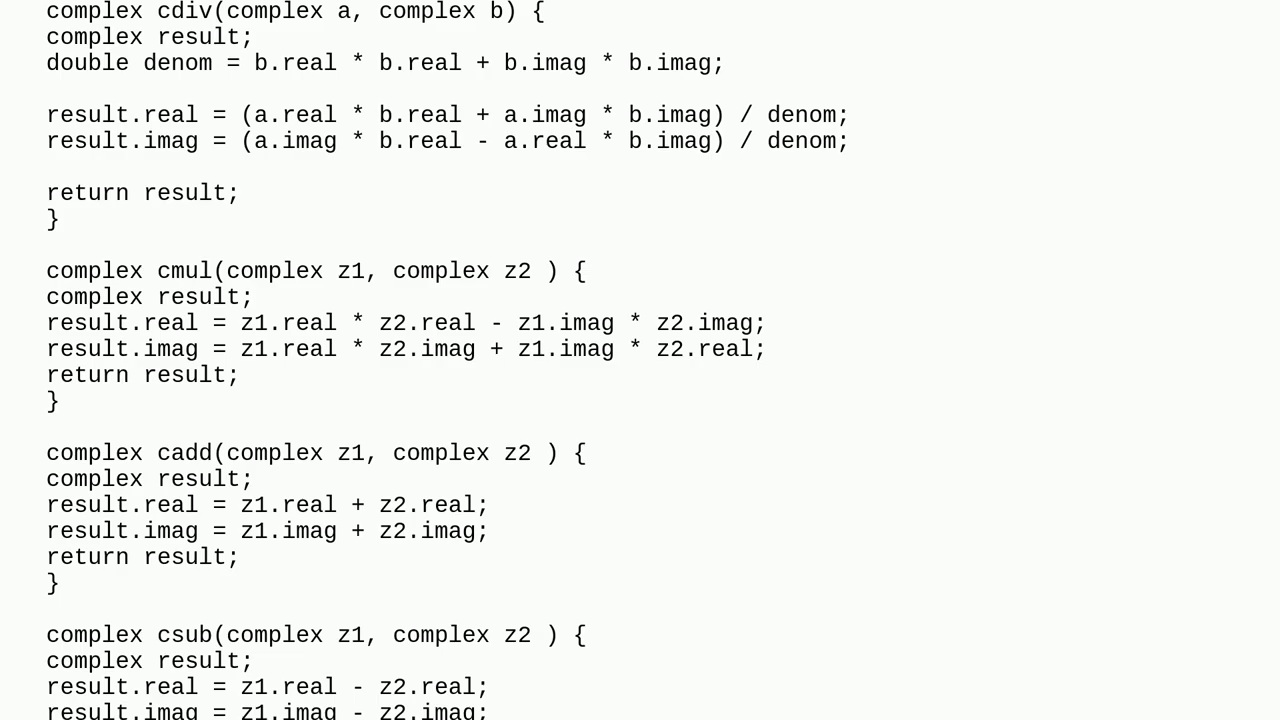 complex cdiv(complex a, complex b) {
complex result;
double denom = b.real * b.real + b.imag * b.imag;
result.real = (a.real * b.real + a.imag * b.imag) / denom;
result.imag = (a.imag * b.real - a.real * b.imag) / denom;
return result;
}
complex cmul(complex z1, complex z2 ) {
complex result;
result.real = z1.real * z2.real - z1.imag * z2.imag;
result.imag = z1.real * z2.imag + z1.imag * z2.real;
return result;
}
complex cadd(complex z1, complex z2 ) {
complex result;
result.real = z1.real + z2.real;
result.imag = z1.imag + z2.imag;
return result;
}
complex csub(complex z1, complex z2 ) {
complex result;
result.real = z1.real - z2.real;
result.imag = z1.imag - z2.imag;